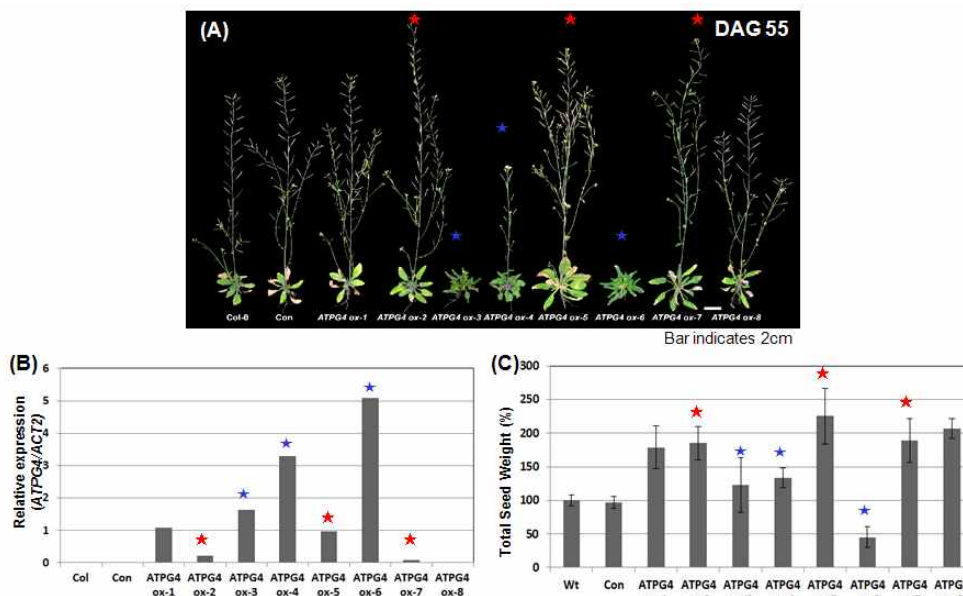 (A)
DAG 55
Col-0 Con ATPG4 ox-1 ATPG4 ox-2 ATPG4 ox-3 ATPG4 ox-4 ATPG4 ox-5 ATPG4 ox-6 ATPG4 ox-7 ATPG4 ox-8
Bar indicates 2cm
(B)
Relative expression
(ATPG4/ACT2)
6
5
4
3
2
1
0
Col Con ATPG4 ATPG4 ATPG4 ATPG4 ATPG4 ATPG4 ATPG4 ATPG4
ox-1 ox-2 ox-3 ox-4 ox-5 ox-6 ox-7 ox-8
(C)
Total Seed Weight (%)
300
250
200
150
100
50
0
Wt Con ATPG4 ATPG4 ATPG4 ATPG4 ATPG4 ATPG4 ATPG4 ATPG4